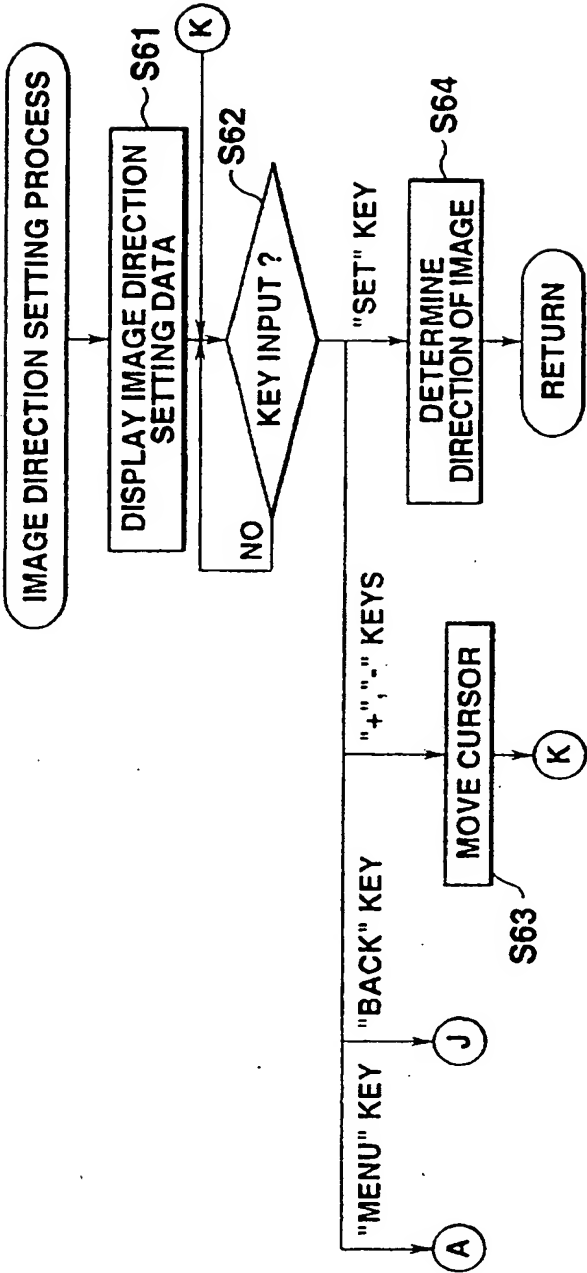 IMAGE DIRECTION SETTING PROCESS
DISPLAY IMAGE DIRECTION
SETTING DATA
S61
K
S62
KEY INPUT ?
NO
"MENU" KEY
"BACK" KEY
"+","-" KEYS
"SET" KEY
A
J
MOVE CURSOR
S63
K
DETERMINE
DIRECTION OF IMAGE
S64
RETURN